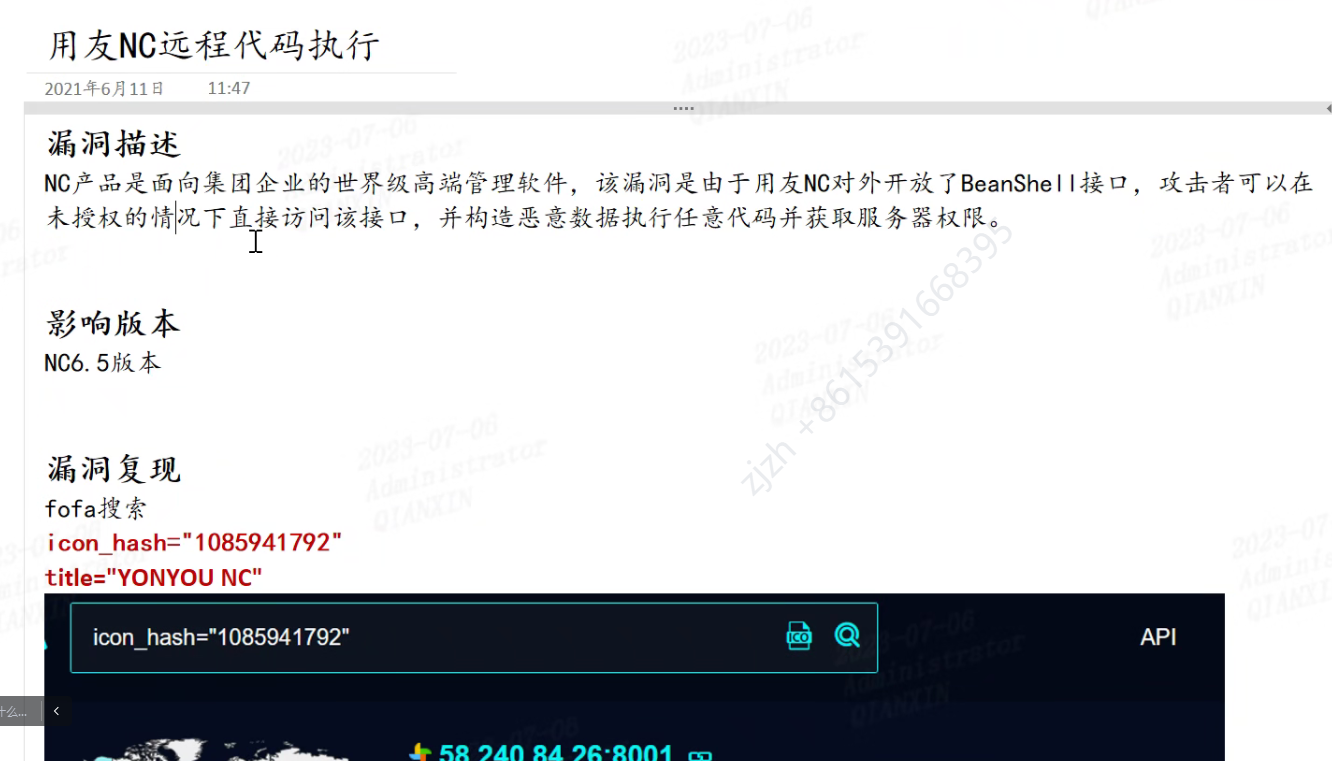 用友NC远程代码执行
2021年6月11日 11:47
漏洞描述
NC产品是面向集团企业的世界级高端管理软件，该漏洞是由于用友NC对外开放了BeanShell接口，攻击者可以在
未授权的情况下直接访问该接口，并构造恶意数据执行任意代码并获取服务器权限。
影响版本
NC6.5版本
漏洞复现
fofa搜索
icon_hash="1085941792"
title="YONYOU NC"
icon_hash="1085941792"
ICO
API
什么...
58.240.84.26:8001
2023-07-06
Administrator
QIANXIN
zjzh +8615391668395